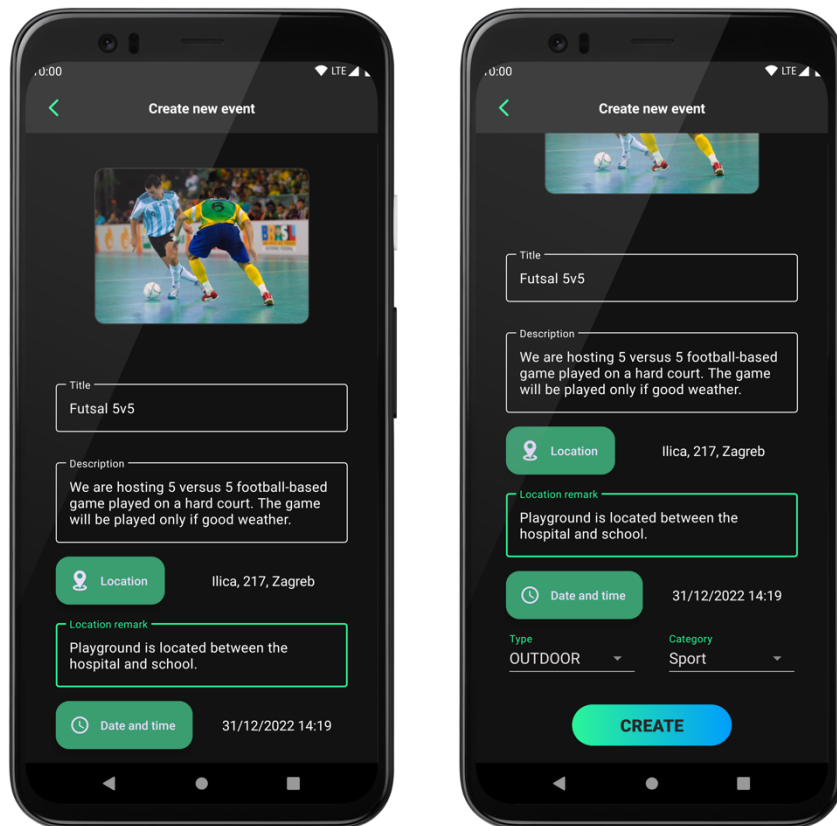 10:00
LTE
Create new event
Title
Futsal 5v5
Description
We are hosting 5 versus 5 football-based
game played on a hard court. The game
will be played only if good weather.
Location
Ilica, 217, Zagreb
Location remark
Playground is located between the
hospital and school.
Date and time
31/12/2022 14:19
10:00
LTE
Create new event
Title
Futsal 5v5
Description
We are hosting 5 versus 5 football-based
game played on a hard court. The game
will be played only if good weather.
Location
Ilica, 217, Zagreb
Location remark
Playground is located between the
hospital and school.
Date and time
31/12/2022 14:19
Type
Category
OUTDOOR
Sport
CREATE